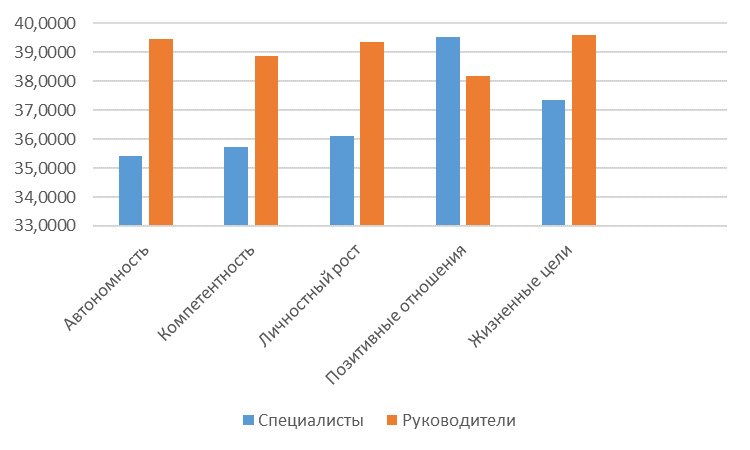 40,0000
39,0000
38,0000
37,0000
36,0000
35,0000
34,0000
33,0000
Автономность
Компетентность
Личностный рост
Позитивные отношения
Жизненные цели
Специалисты Руководители